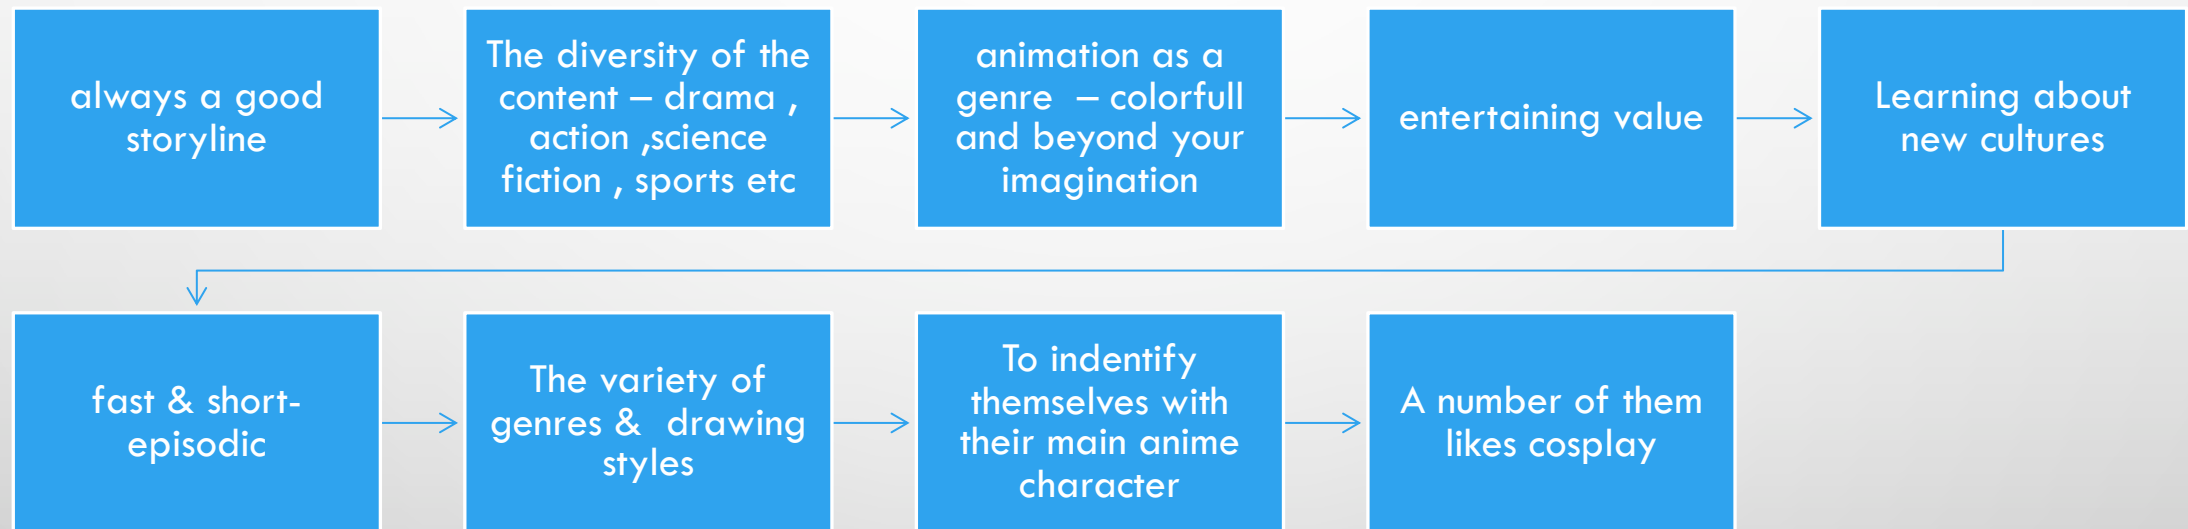 always a good
storyline
The diversity of the
content – drama ,
action ,science
fiction , sports etc
animation as a
genre – colorfull
and beyond your
imagination
entertaining value
Learning about
new cultures
fast & short-
episodic
The variety of
genres & drawing
styles
To indentify
themselves with
their main anime
character
A number of them
likes cosplay